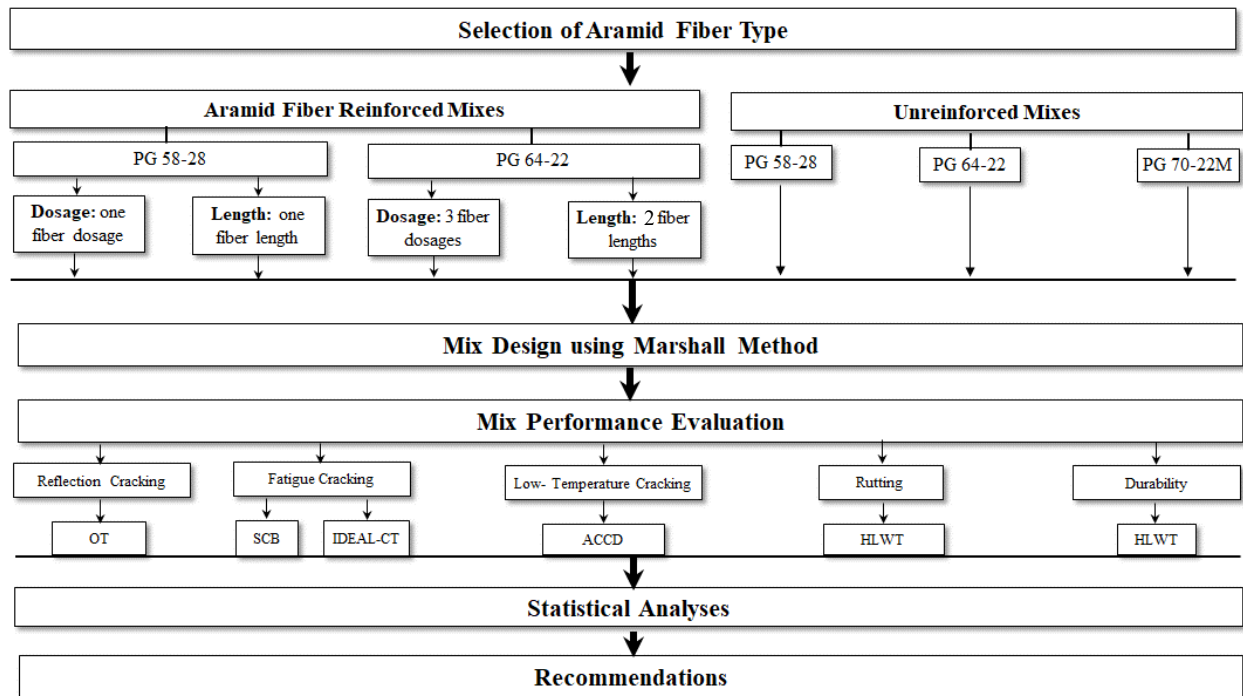 Selection of Aramid Fiber Type
Aramid Fiber Reinforced Mixes
Unreinforced Mixes
PG 58-28
PG 64-22
PG 58-28
PG 64-22
PG 70-22M
Dosage: one
fiber dosage
Length: one
fiber length
Dosage: 3 fiber
dosages
Length: 2 fiber
lengths
Mix Design using Marshall Method
Mix Performance Evaluation
Reflection Cracking
Fatigue Cracking
Low- Temperature Cracking
Rutting
Durability
OT
SCB
IDEAL-CT
ACCD
HLWT
HLWT
Statistical Analyses
Recommendations